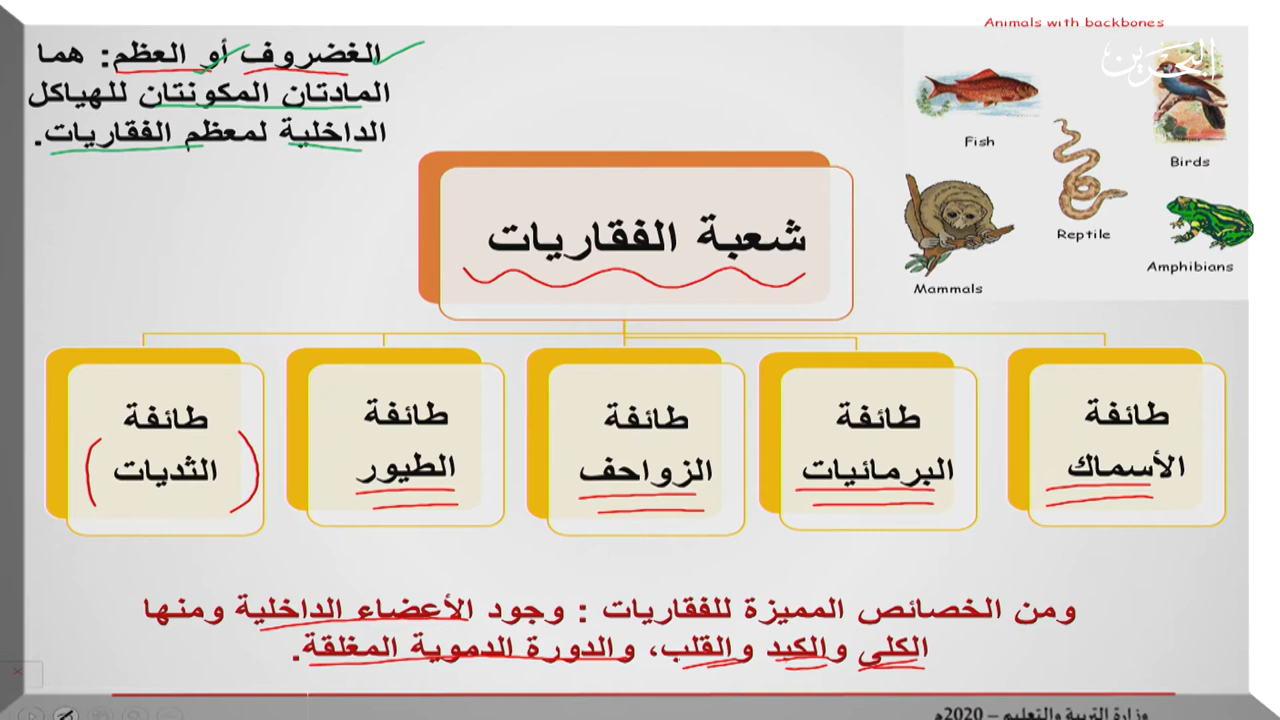 Animals with backbones
البحرين
الغضروف أو العظم: هما
المادتان المكونتان للهياكل
الداخلية لمعظم الفقاريات.
Fish
Birds
Reptile
Mammals
Amphibians
شعبة الفقاريات
طائفة
الأسماك
طائفة
البرمائيات
طائفة
الزواحف
طائفة
الطيور
طائفة
الثديات
ومن الخصائص المميزة للفقاريات : وجود الأعضاء الداخلية ومنها
الكلى والكبد والقلب، والدورة الدموية المغلقة.
وزارة التربية والتعليم – 2020م